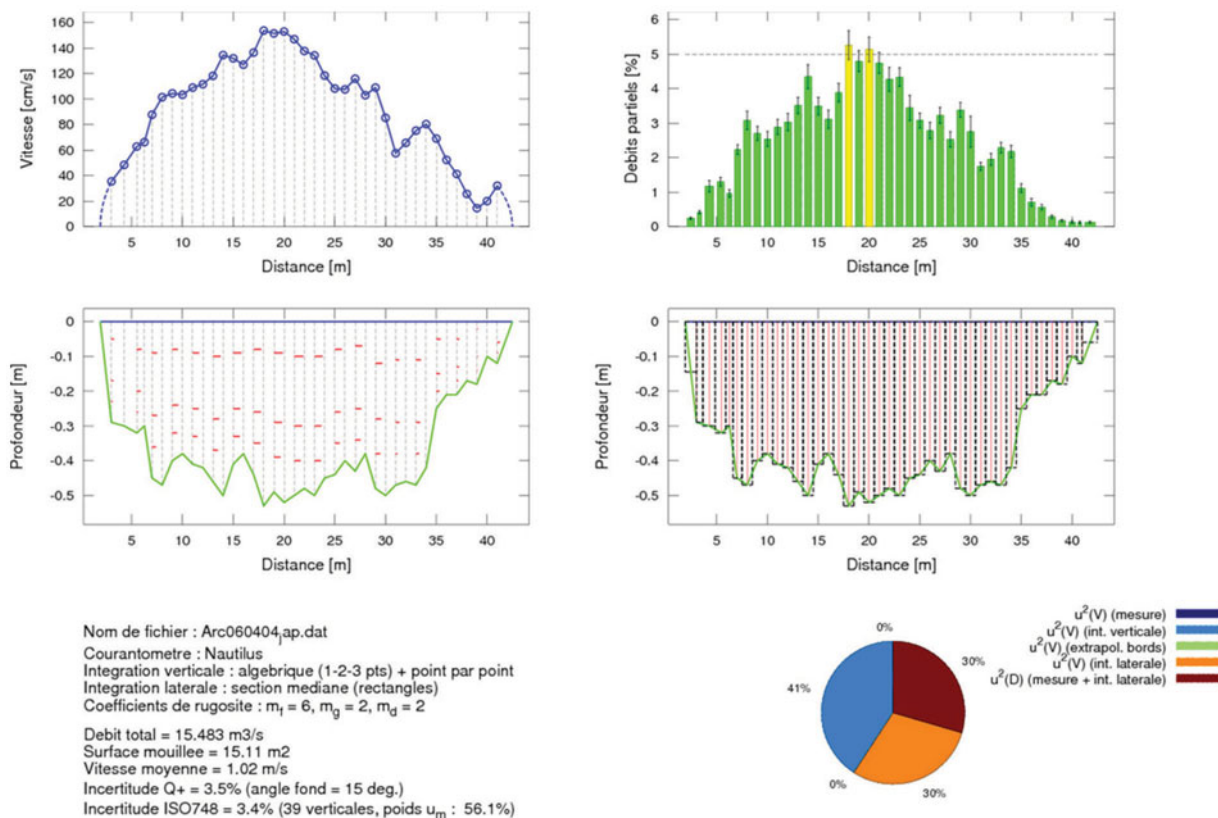 160
140
120
100
80
60
40
20
0
Vitesse [cm/s]
5 10 15 20 25 30 35 40
Distance [m]
6
5
4
3
2
1
0
Debits partiels [%]
5 10 15 20 25 30 35 40
Distance [m]
0
-0.1
-0.2
-0.3
-0.4
-0.5
Profondeur [m]
5 10 15 20 25 30 35 40
Distance [m]
0
-0.1
-0.2
-0.3
-0.4
-0.5
Profondeur [m]
5 10 15 20 25 30 35 40
Distance [m]
Nom de fichier : Arc060404jap.dat
Courantometre : Nautilus
Integration verticale : algebrique (1-2-3 pts) + point par point
Integration laterale : section mediane (rectangles)
Coefficients de rugosite : mf = 6, mg = 2, md = 2
Debit total = 15.483 m3/s
Surface mouillee = 15.11 m2
Vitesse moyenne = 1.02 m/s
Incertitude Q+ = 3.5% (angle fond = 15 deg.)
Incertitude ISO748 = 3.4% (39 verticales, poids um : 56.1%)
u²(V) (mesure)
u²(V) (int. verticale)
u²(V) (extrapol. bords)
u²(V) (int. laterale)
u²(D) (mesure + int. laterale)
0%
30%
41%
0%
30%